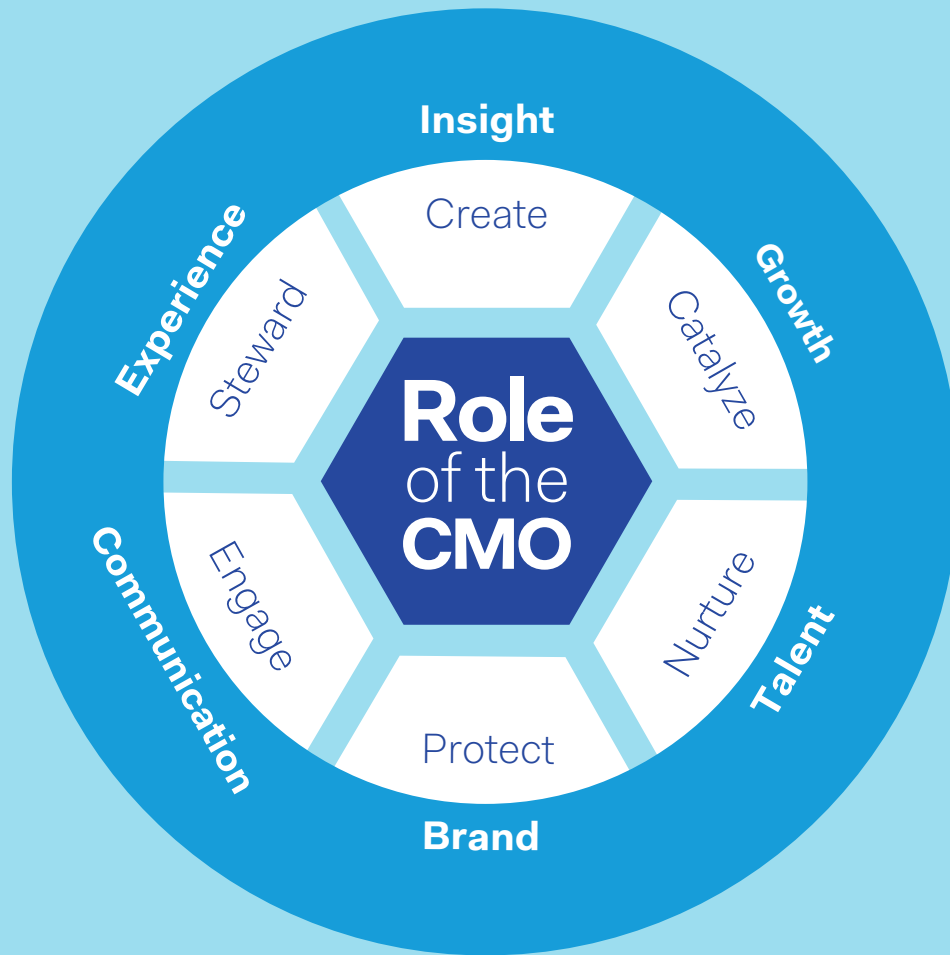 Insight
Create
Growth
Catalyze
Talent
Nurture
Brand
Protect
Communication
Engage
Experience
Steward
Role
of the
CMO